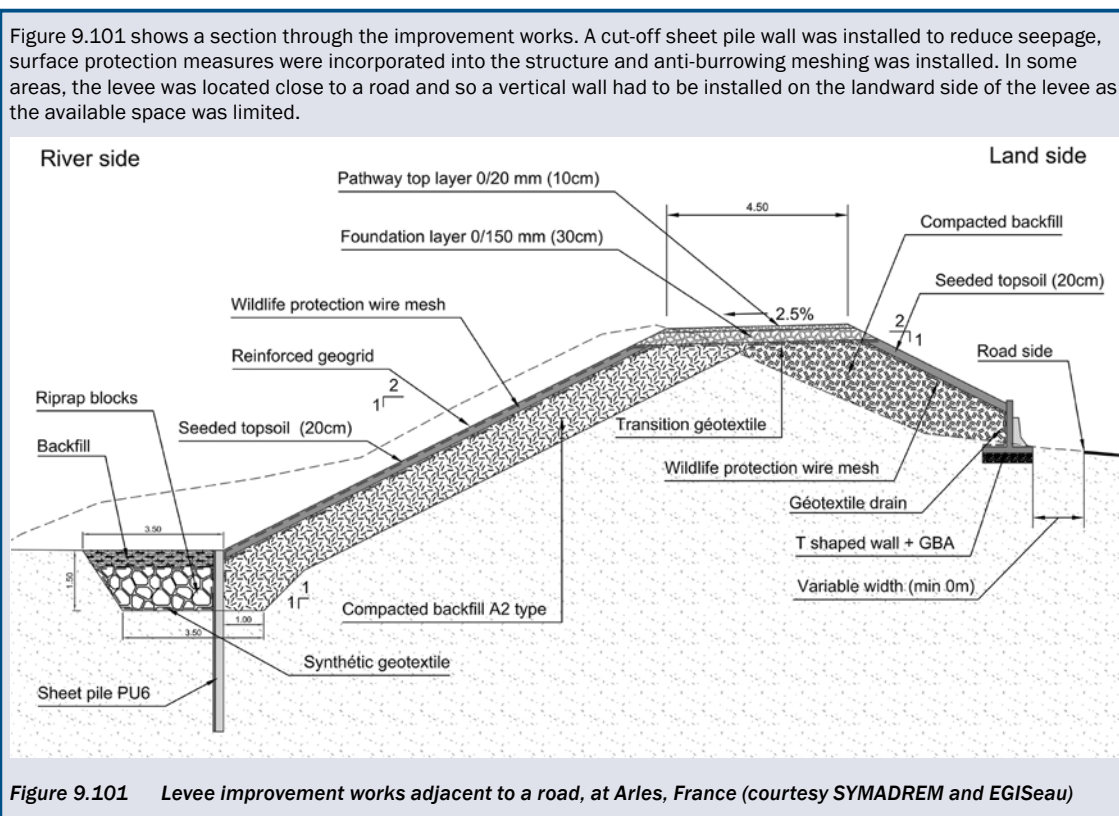 Figure 9.101 shows a section through the improvement works. A cut-off sheet pile wall was installed to reduce seepage,
surface protection measures were incorporated into the structure and anti-burrowing meshing was installed. In some
areas, the levee was located close to a road and so a vertical wall had to be installed on the landward side of the levee as
the available space was limited.
River side
Land side
Pathway top layer 0/20 mm (10cm)
4.50
Foundation layer 0/150 mm (30cm)
Compacted backfill
Seeded topsoil (20cm)
Wildlife protection wire mesh
2.5%
2
1
Road side
Reinforced geogrid
2
1
Riprap blocks
Seeded topsoil (20cm)
Transition géotextile
Backfill
Wildlife protection wire mesh
Géotextile drain
3.50
T shaped wall + GBA
1.50
1
1
Variable width (min 0m)
Compacted backfill A2 type
1.00
3.50
Synthétic geotextile
Sheet pile PU6
Figure 9.101 Levee improvement works adjacent to a road, at Arles, France (courtesy SYMADREM and EGISeau)